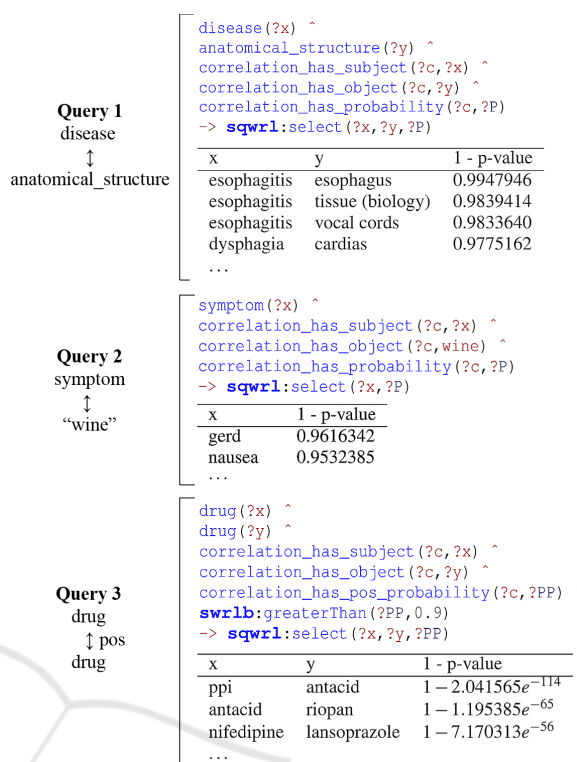 Query 1
disease
↕
anatomical_structure
disease(?x) ^
anatomical_structure(?y) ^
correlation_has_subject(?c,?x) ^
correlation_has_object(?c,?y) ^
correlation_has_probability(?c,?P)
-> sqwrl:select(?x,?y,?P)
x y 1 - p-value
esophagitis esophagus 0.9947946
esophagitis tissue (biology) 0.9839414
esophagitis vocal cords 0.9833640
dysphagia cardias 0.9775162
...
Query 2
symptom
↕
“wine”
symptom(?x) ^
correlation_has_subject(?c,?x) ^
correlation_has_object(?c,wine) ^
correlation_has_probability(?c,?P)
-> sqwrl:select(?x,?P)
x 1 - p-value
gerd 0.9616342
nausea 0.9532385
...
Query 3
drug
↕ pos
drug
drug(?x) ^
drug(?y) ^
correlation_has_subject(?c,?x) ^
correlation_has_object(?c,?y) ^
correlation_has_pos_probability(?c,?PP)
swrlb:greaterThan(?PP,0.9)
-> sqwrl:select(?x,?y,?PP)
x y 1 - p-value
ppi antacid 1−2.041565e−114
antacid riopan 1−1.195385e−65
nifedipine lansoprazole 1−7.170313e−56
...